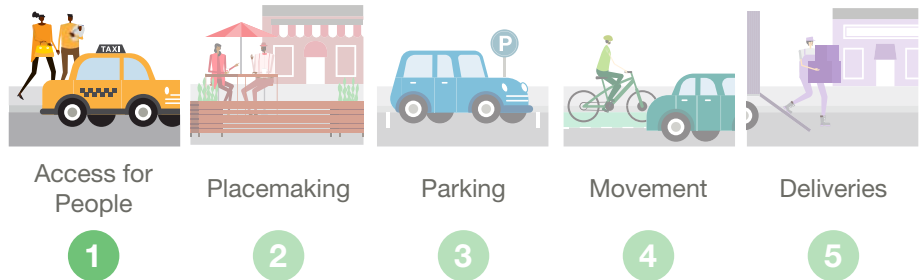 TAXI
P
Access for
People
Placemaking
Parking
Movement
Deliveries
1
2
3
4
5